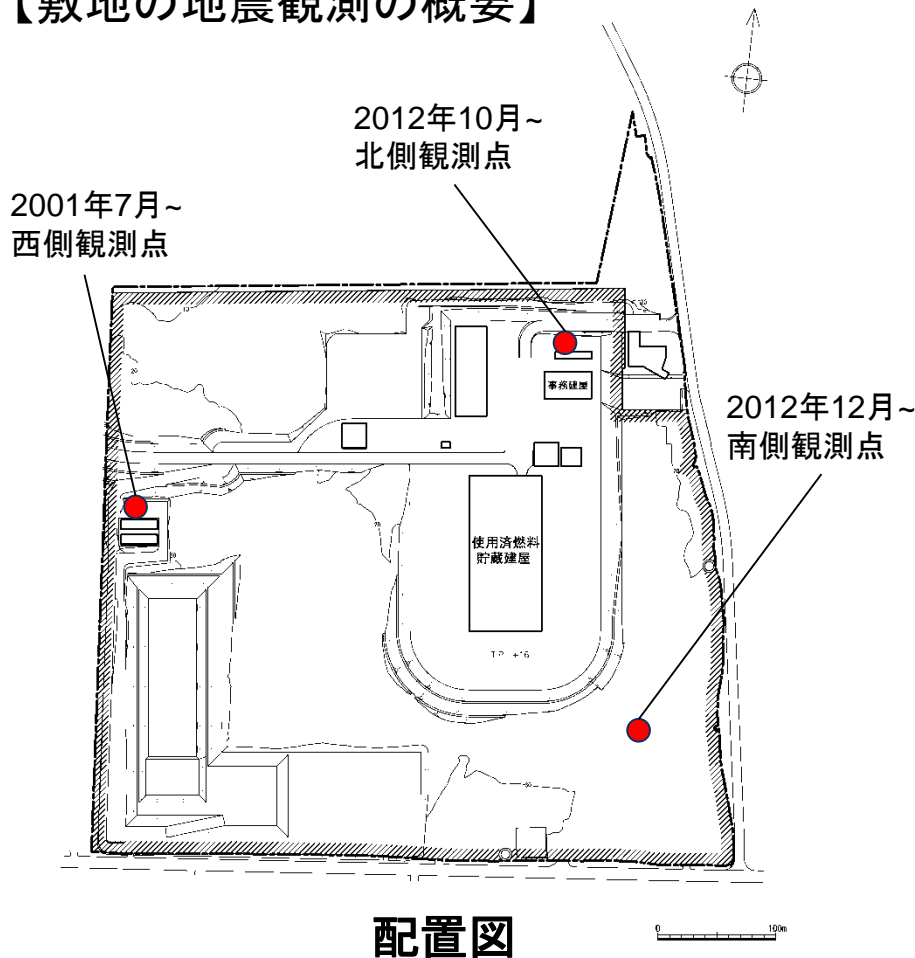 【敷地の地震観測の概要】
2012年10月~
北側観測点
2001年7月~
西側観測点
事務建屋
2012年12月~
南側観測点
使用済燃料
貯蔵建屋
T.P. +16
配置図
0 100m